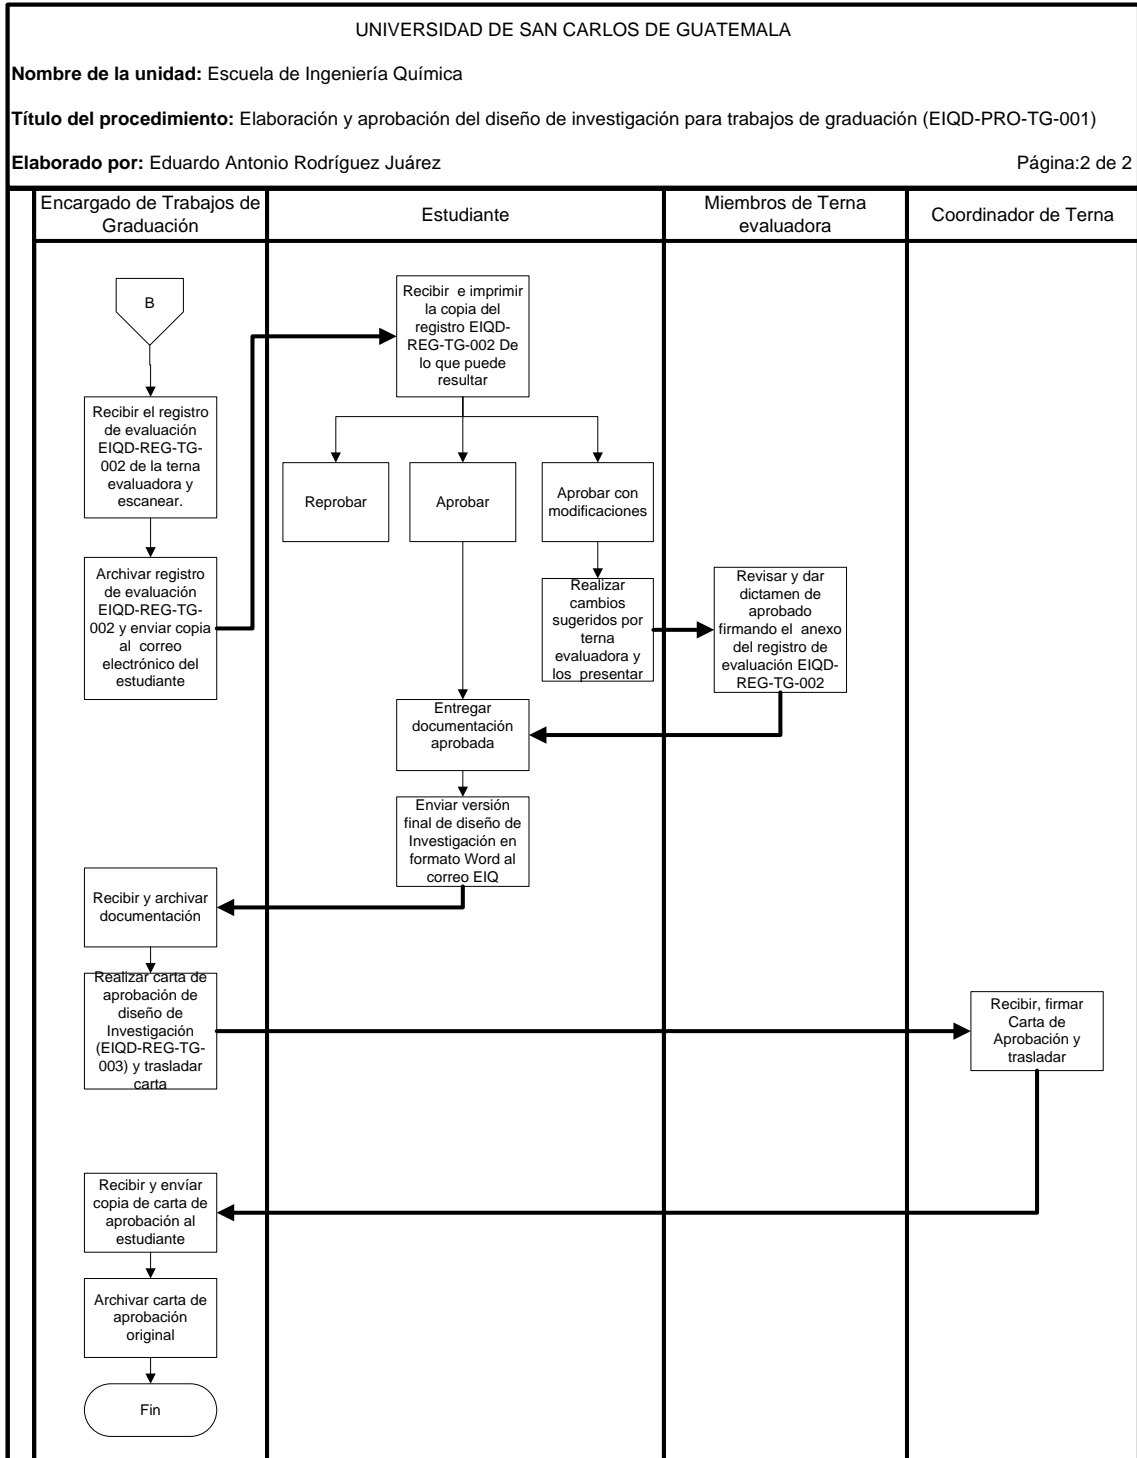 UNIVERSIDAD DE SAN CARLOS DE GUATEMALA
Nombre de la unidad: Escuela de Ingeniería Química
Título del procedimiento: Elaboración y aprobación del diseño de investigación para trabajos de graduación (EIQD-PRO-TG-001)
Elaborado por: Eduardo Antonio Rodríguez Juárez
Página:2 de 2
Encargado de Trabajos de
Graduación
Estudiante
Miembros de Terna
evaluadora
Coordinador de Terna
B
Recibir e imprimir
la copia del
registro EIQD-
REG-TG-002 De
lo que puede
resultar
Recibir el registro
de evaluación
EIQD-REG-TG-
002 de la terna
evaluadora y
escanear.
Reprobar
Aprobar
Aprobar con
modificaciones
Archivar registro
de evaluación
EIQD-REG-TG-
002 y enviar copia
al correo
electrónico del
estudiante
Realizar
cambios
sugeridos por
terna
evaluadora y
los presentar
Revisar y dar
dictamen de
aprobado
firmando el anexo
del registro de
evaluación EIQD-
REG-TG-002
Entregar
documentación
aprobada
Enviar versión
final de diseño de
Investigación en
formato Word al
correo EIQ
Recibir y archivar
documentación
Realizar carta de
aprobación de
diseño de
Investigación
(EIQD-REG-TG-
003) y trasladar
carta
Recibir, firmar
Carta de
Aprobación y
trasladar
Recibir y envíar
copia de carta de
aprobación al
estudiante
Archivar carta de
aprobación
original
Fin